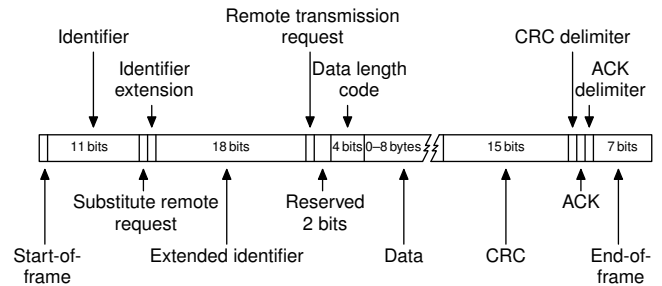 Remote transmission
request
Identifier
CRC delimiter
Identifier
extension
Data length
code
ACK
delimiter
11 bits
18 bits
4 bits
0–8 bytes
15 bits
7 bits
Substitute remote
request
Reserved
2 bits
ACK
Start-of-
frame
Extended identifier
Data
CRC
End-of-
frame